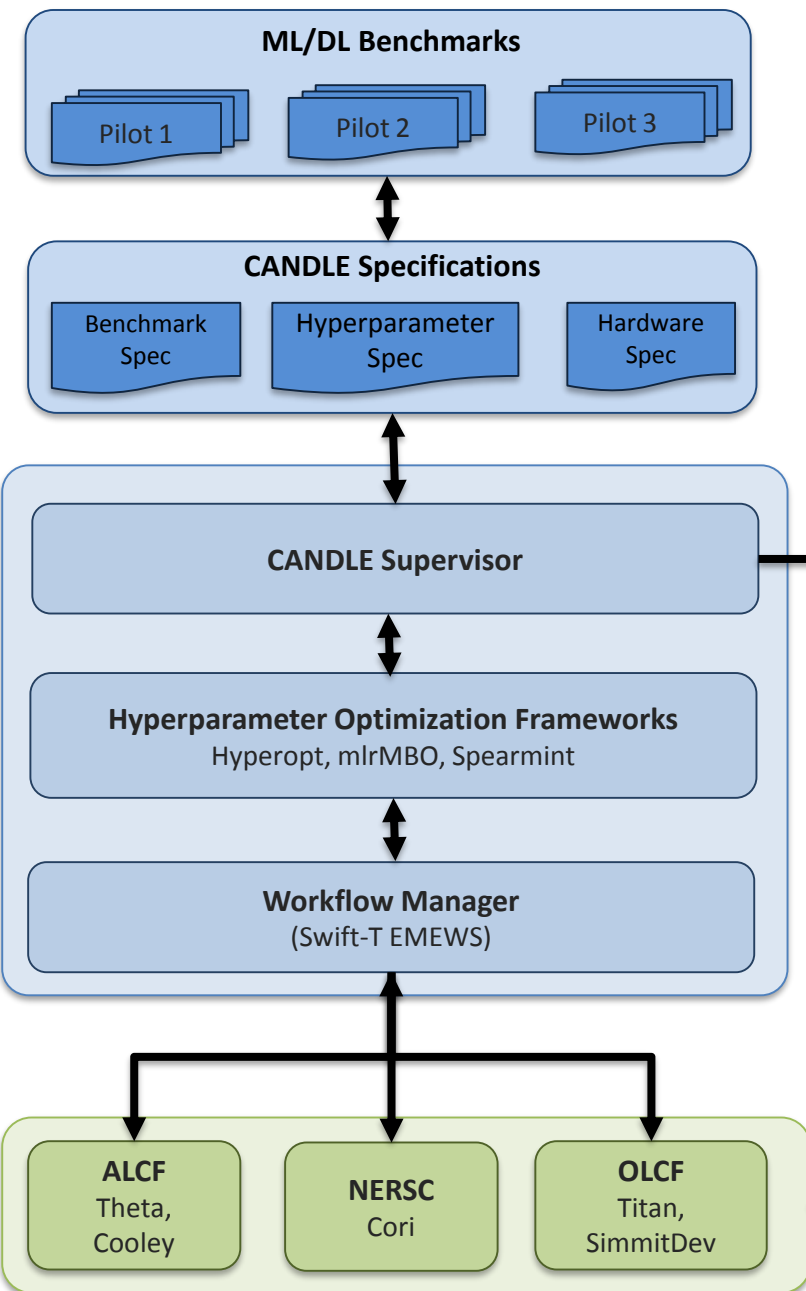 ML/DL Benchmarks
Pilot 1
Pilot 2
Pilot 3
CANDLE Specifications
Benchmark
Spec
Hyperparameter
Spec
Hardware
Spec
CANDLE Supervisor
Hyperparameter Optimization Frameworks
Hyperopt, mlrMBO, Spearmint
Workflow Manager
(Swift-T EMEWS)
ALCF
Theta,
Cooley
NERSC
Cori
OLCF
Titan,
SimmitDev